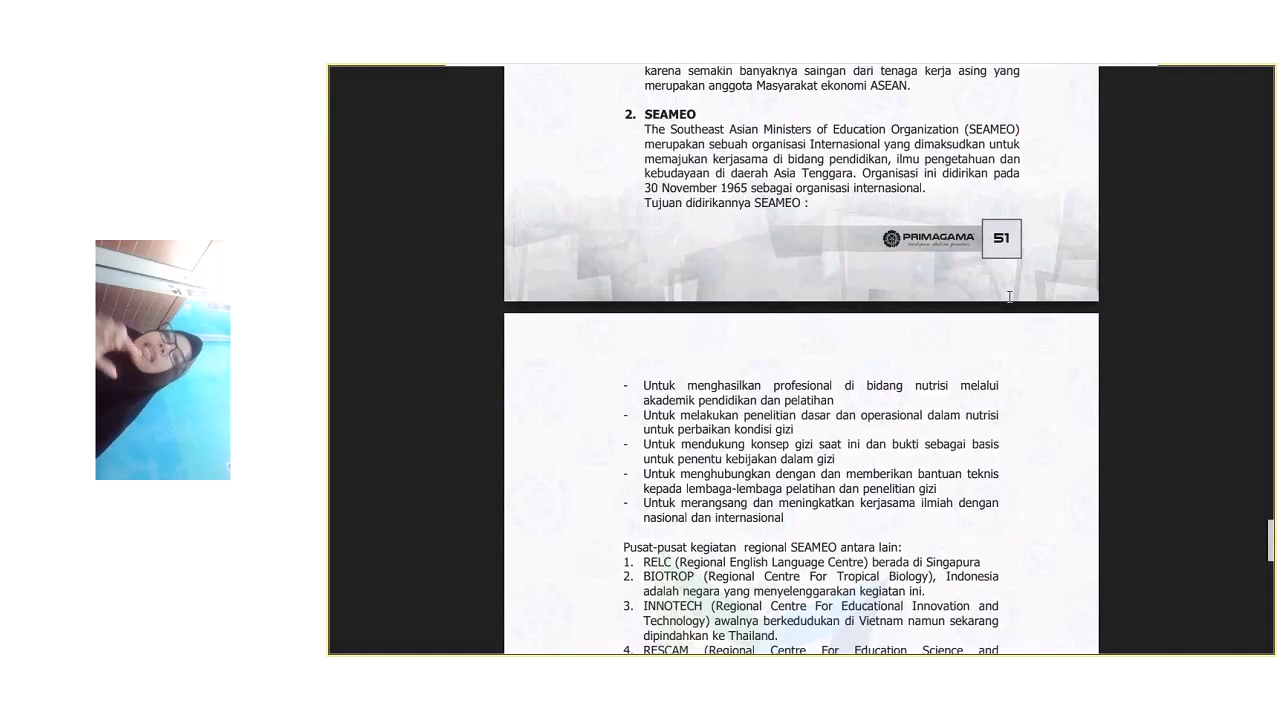 karena semakin banyaknya saingan dari tenaga kerja asing yang
merupakan anggota Masyarakat ekonomi ASEAN.
2. SEAMEO
The Southeast Asian Ministers of Education Organization (SEAMEO)
merupakan sebuah organisasi Internasional yang dimaksudkan untuk
memajukan kerjasama di bidang pendidikan, ilmu pengetahuan dan
kebudayaan di daerah Asia Tenggara. Organisasi ini didirikan pada
30 November 1965 sebagai organisasi internasional.
Tujuan didirikannya SEAMEO :
PRIMAGAMA
terdepan dalam prestasi
51
- Untuk menghasilkan profesional di bidang nutrisi melalui
akademik pendidikan dan pelatihan
- Untuk melakukan penelitian dasar dan operasional dalam nutrisi
untuk perbaikan kondisi gizi
- Untuk mendukung konsep gizi saat ini dan bukti sebagai basis
untuk penentu kebijakan dalam gizi
- Untuk menghubungkan dengan dan memberikan bantuan teknis
kepada lembaga-lembaga pelatihan dan penelitian gizi
- Untuk merangsang dan meningkatkan kerjasama ilmiah dengan
nasional dan internasional
Pusat-pusat kegiatan regional SEAMEO antara lain:
1. RELC (Regional English Language Centre) berada di Singapura
2. BIOTROP (Regional Centre For Tropical Biology), Indonesia
adalah negara yang menyelenggarakan kegiatan ini.
3. INNOTECH (Regional Centre For Educational Innovation and
Technology) awalnya berkedudukan di Vietnam namun sekarang
dipindahkan ke Thailand.
4. RESCAM (Regional Centre For Education Science and